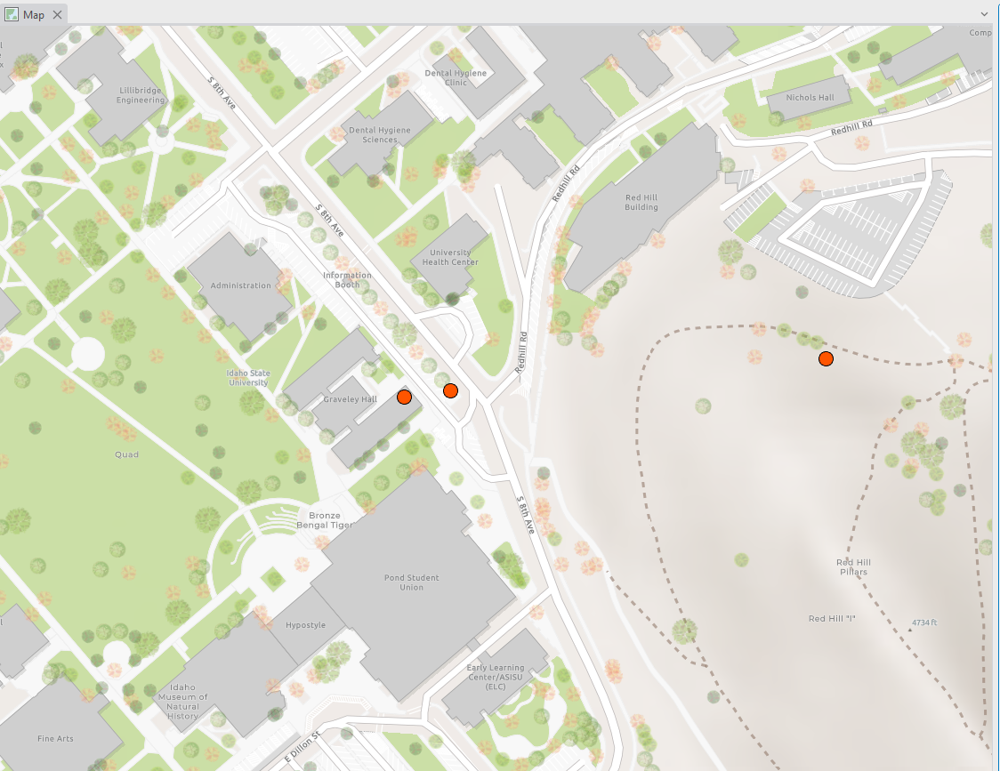 Map
Comp
Lillibridge
Engineering
S 8th Ave
Dental Hygiene
Clinic
Nichols Hall
Dental Hygiene
Sciences
Redhill Rd
Redhill Rd
Red Hill
Building
S 8th Ave
University
Health Center
Information
Booth
Administration
Redhill Rd
Idaho State
University
Graveley Hall
Quad
Bronze
Bengal Tiger
S 8th Ave
Pond Student
Union
Red Hill
Pillars
Red Hill "I"
4734 ft
Hypostyle
Early Learning
Center/ASISU
(ELC)
Idaho
Museum of
Natural
History
Fine Arts
E Dillon St